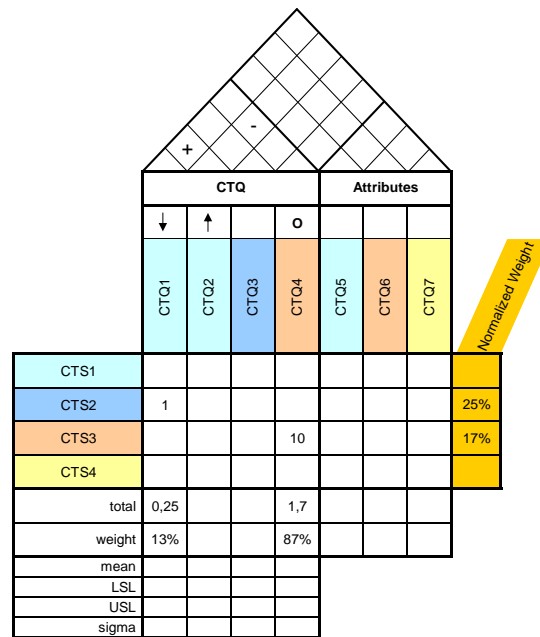 -
+
CTQ Attributes
↓ ↑ O
CTQ1 CTQ2 CTQ3 CTQ4 CTQ5 CTQ6 CTQ7 Normalized Weight
CTS1
CTS2 1 25%
CTS3 10 17%
CTS4
total 0,25 1,7
weight 13% 87%
mean
LSL
USL
sigma